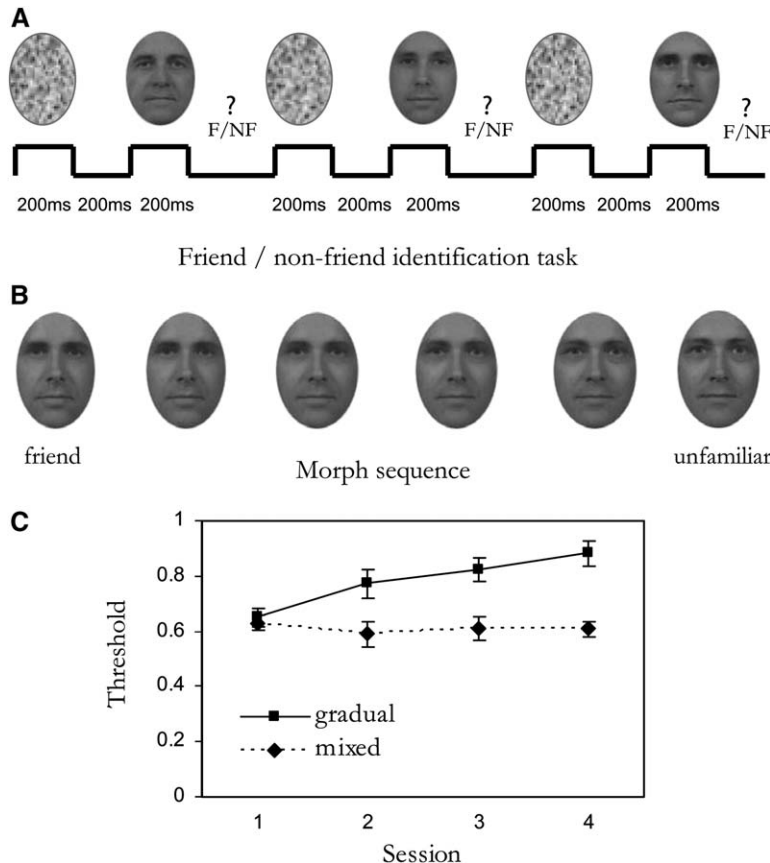 A
? ? ?
F/NF F/NF F/NF
200ms 200ms 200ms 200ms 200ms 200ms 200ms 200ms 200ms
Friend / non-friend identification task
B
friend unfamiliar
Morph sequence
C
1
0.8
0.6
0.4
0.2
0
Threshold
gradual
mixed
1 2 3 4
Session